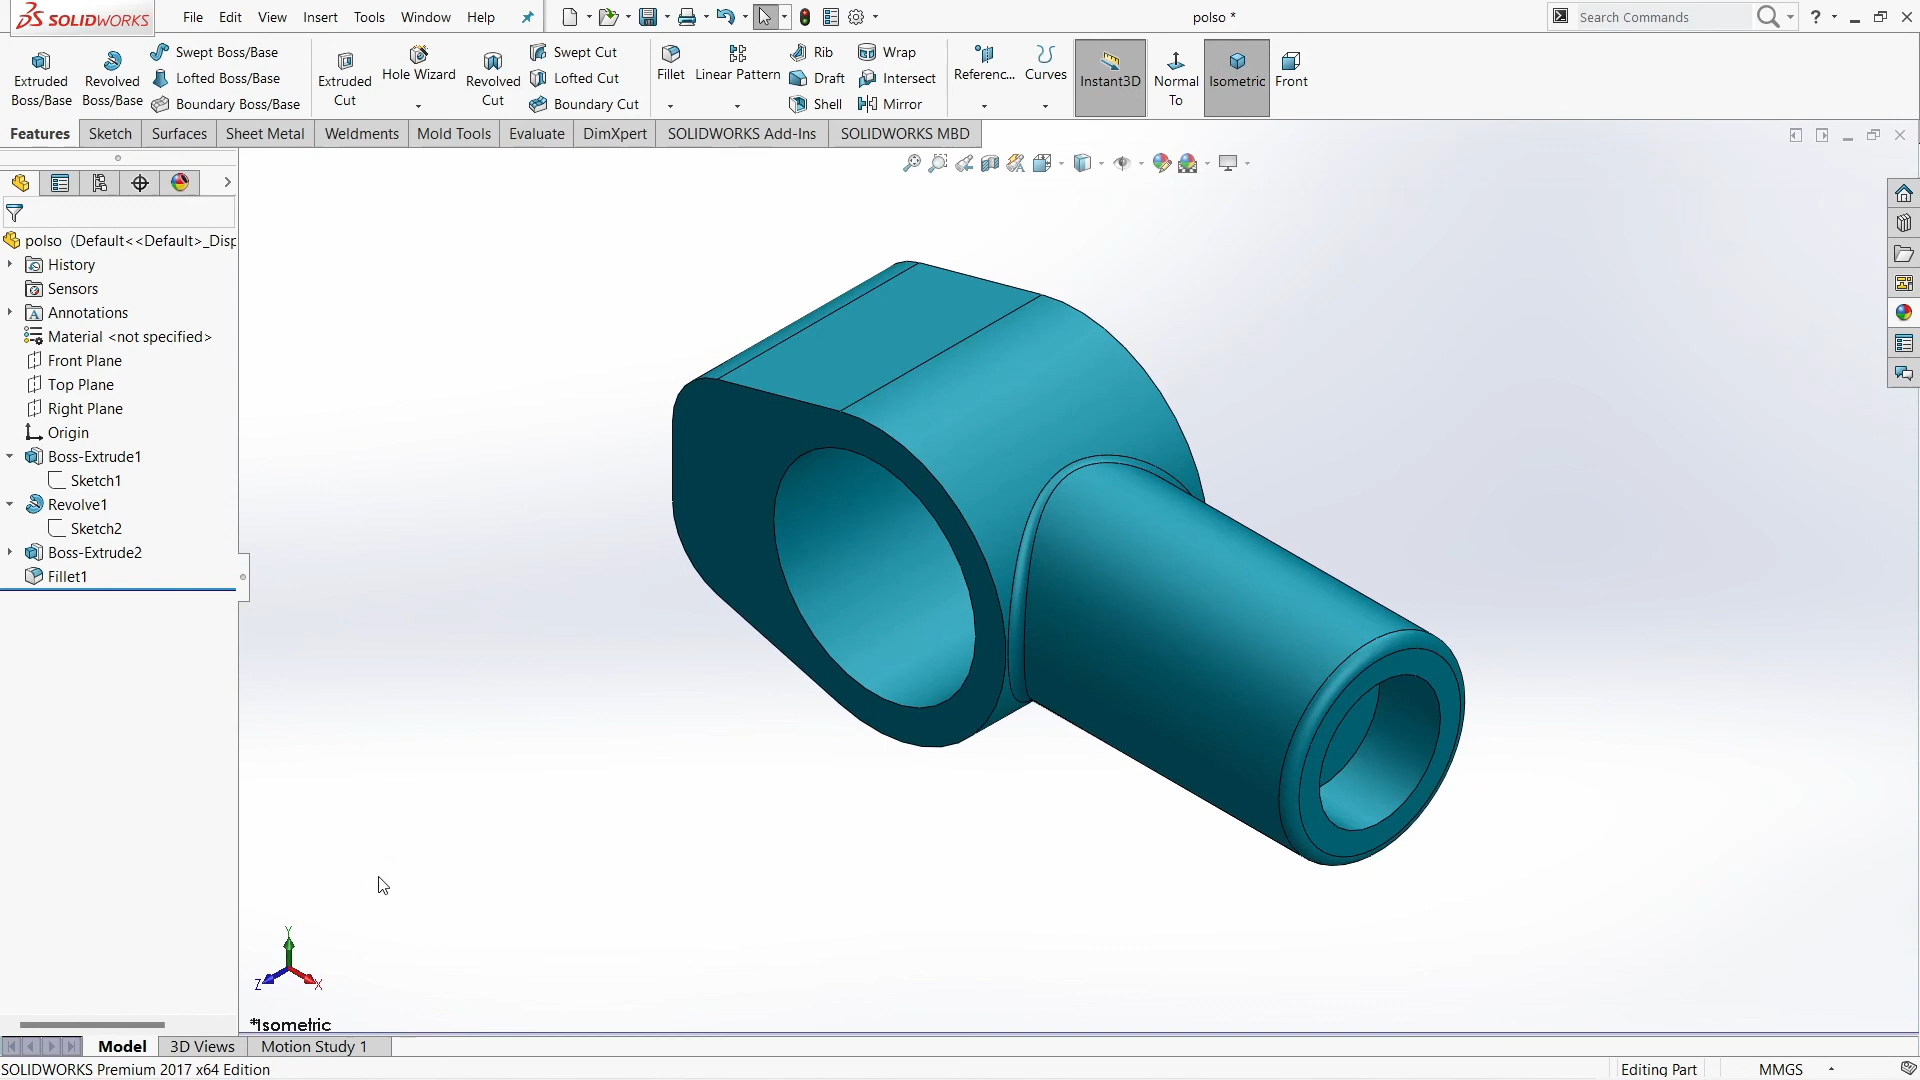 SOLIDWORKS File Edit View Insert Tools Window Help polso * Search Commands ?
Extruded Boss/Base
Revolved Boss/Base
Swept Boss/Base
Lofted Boss/Base
Boundary Boss/Base
Extruded Cut
Hole Wizard
Revolved Cut
Swept Cut
Lofted Cut
Boundary Cut
Fillet
Linear Pattern
Rib
Draft
Shell
Wrap
Intersect
Mirror
Referenc...
Curves
Instant3D
Normal To
Isometric
Front
Features Sketch Surfaces Sheet Metal Weldments Mold Tools Evaluate DimXpert SOLIDWORKS Add-Ins SOLIDWORKS MBD
polso (Default<<Default>_Disp
History
Sensors
Annotations
Material <not specified>
Front Plane
Top Plane
Right Plane
Origin
Boss-Extrude1
Sketch1
Revolve1
Sketch2
Boss-Extrude2
Fillet1
Y
Z X
*Isometric
Model 3D Views Motion Study 1
SOLIDWORKS Premium 2017 x64 Edition Editing Part MMGS